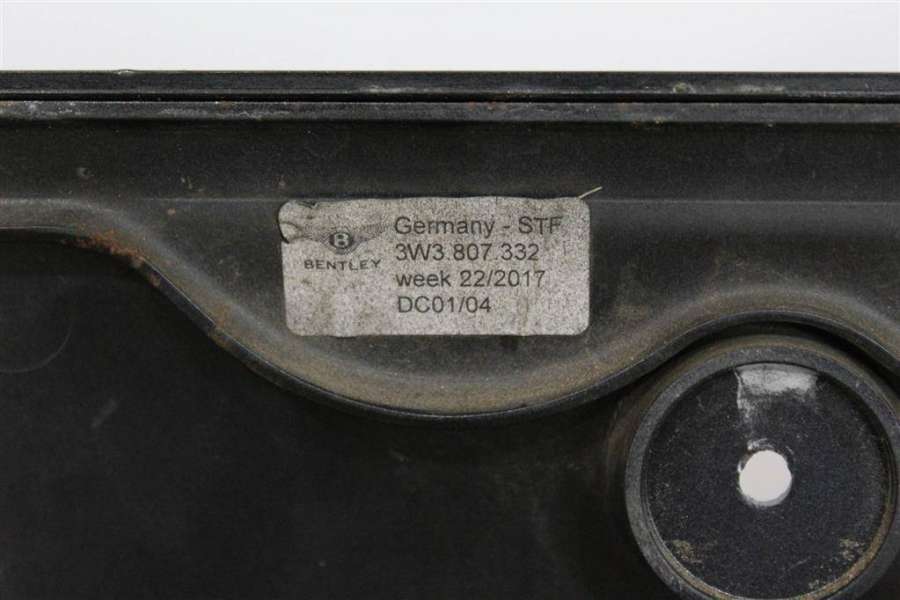 Germany - STF
B
BENTLEY
3W3.807.332
week 22/2017
DC01/04